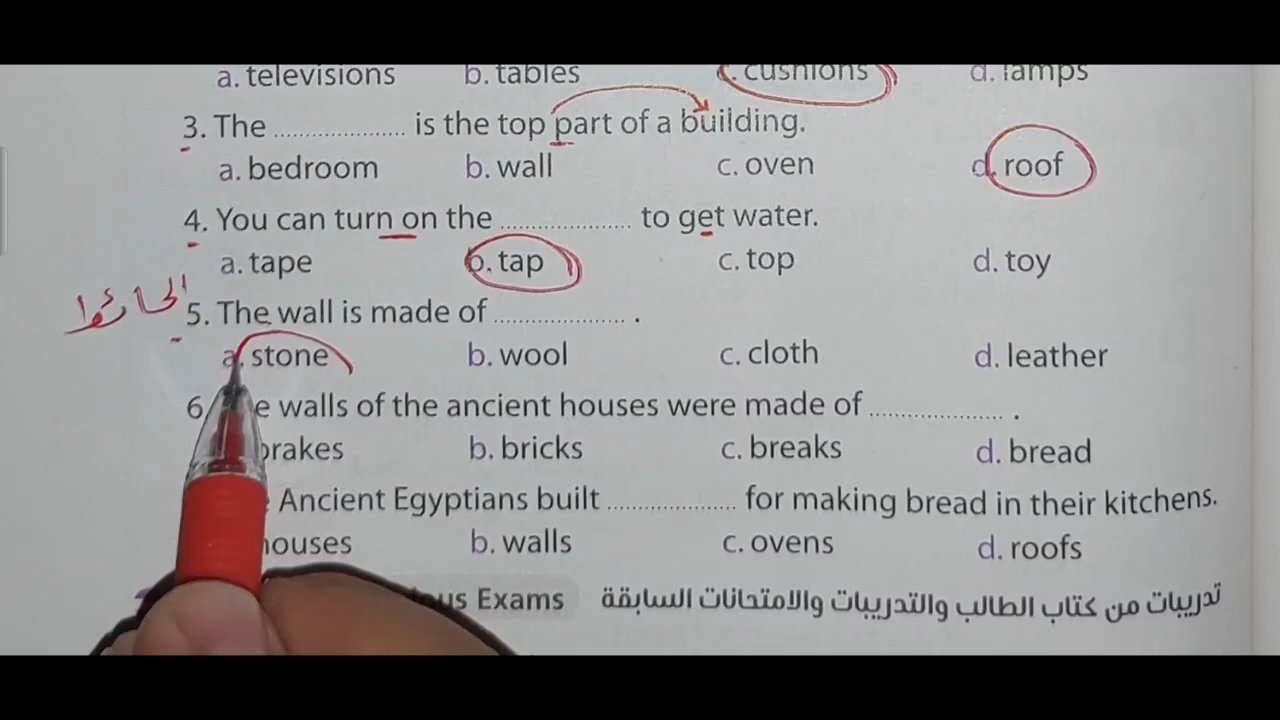 a. televisions b. tables c. cushions d. lamps
3. The .................... is the top part of a building.
a. bedroom b. wall c. oven d. roof
4. You can turn on the .................... to get water.
a. tape b. tap c. top d. toy
الحائط
5. The wall is made of .................... .
a. stone b. wool c. cloth d. leather
6 walls of the ancient houses were made of .................... .
brakes b. bricks c. breaks d. bread
Ancient Egyptians built .................... for making bread in their kitchens.
houses b. walls c. ovens d. roofs
Exams تدريبات من كتاب الطالب والتدريبات والامتحانات السابقة